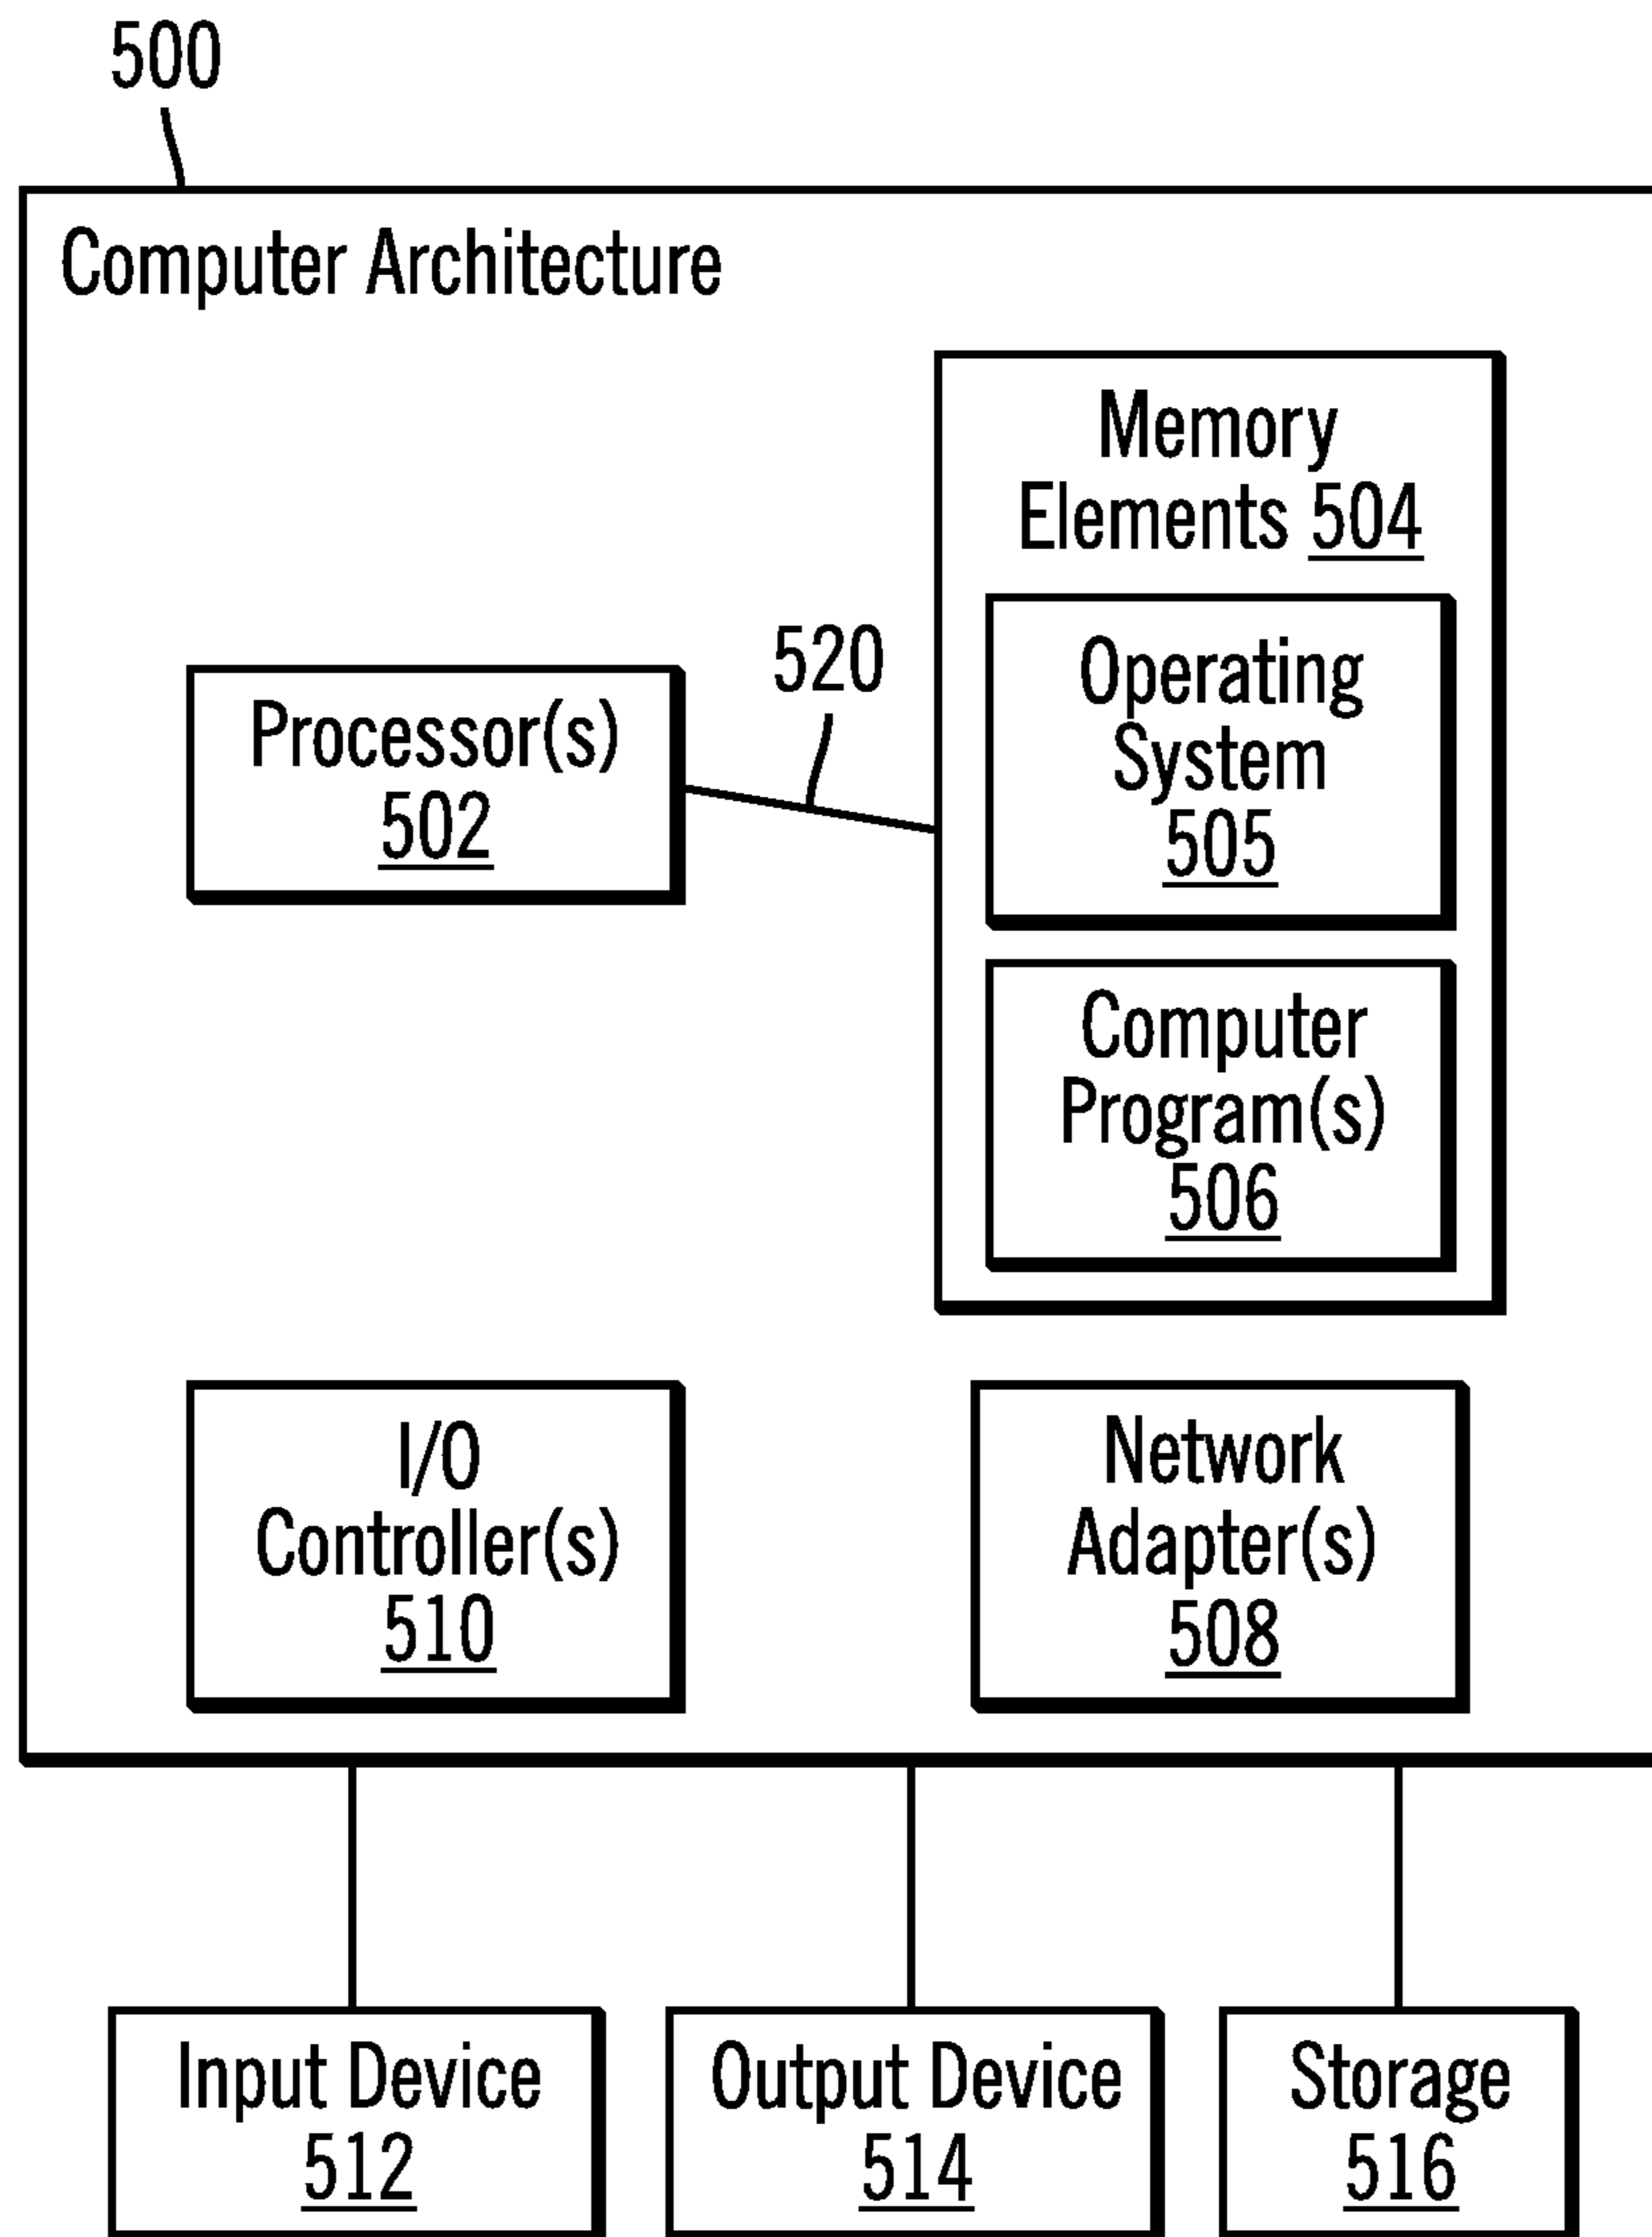 500
Computer Architecture
Memory
Elements 504
520
Operating
System
505
Processor(s)
502
Computer
Program(s)
506
I/O
Controller(s)
510
Network
Adapter(s)
508
Input Device
512
Output Device
514
Storage
516